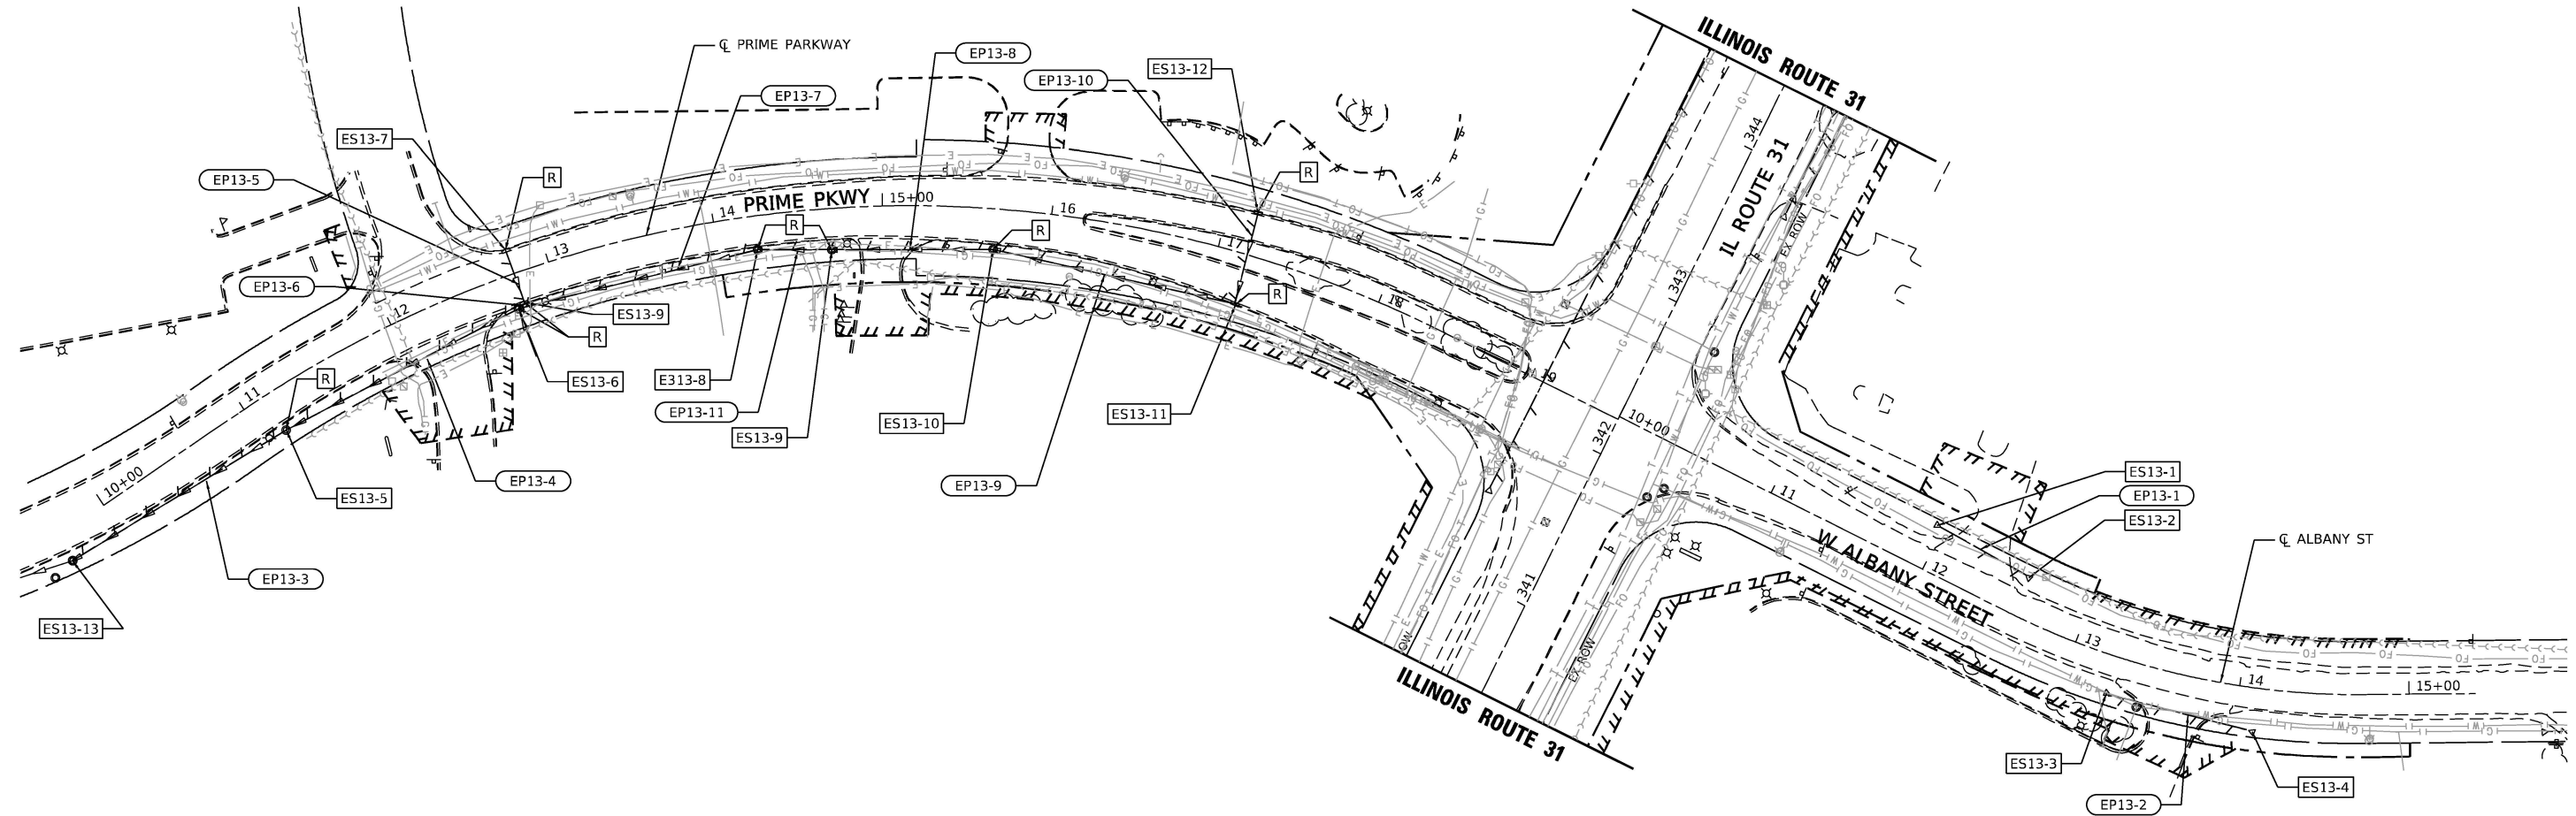 ILLINOIS ROUTE 31
℄ PRIME PARKWAY
EP13-8
EP13-10
ES13-12
EP13-7
ES13-7
EP13-5
R
R
344
IL ROUTE 31
PRIME PKWY
14
15+00
16
R
R
17
EX ROW
13
EP13-6
ES13-9
R
R
12
18
343
ES13-6
E313-8
R
19
11
EP13-11
ES13-9
ES13-10
ES13-11
10+00
342
10+00
EP13-4
EP13-9
ES13-5
11
ES13-1
EP13-1
ES13-2
W ALBANY STREET
℄ ALBANY ST
12
EP13-3
341
ES13-13
13
EX ROW
14
15+00
ILLINOIS ROUTE 31
ES13-3
ES13-4
EP13-2